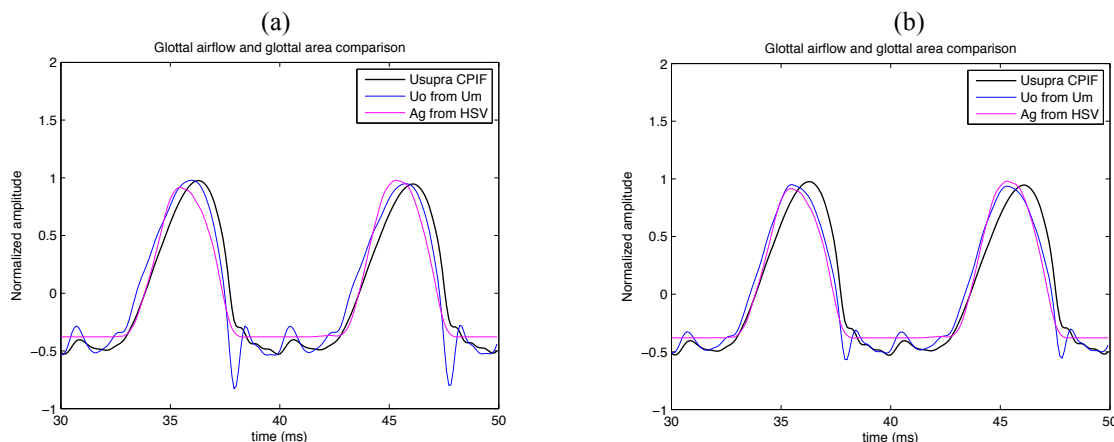 (a)
Glottal airflow and glottal area comparison
2
1.5
1
0.5
0
−0.5
−1
Normalized amplitude
Usupra CPIF
Uo from Um
Ag from HSV
30
35
40
45
50
time (ms)
(b)
Glottal airflow and glottal area comparison
2
1.5
1
0.5
0
−0.5
−1
Normalized amplitude
Usupra CPIF
Uo from Um
Ag from HSV
30
35
40
45
50
time (ms)